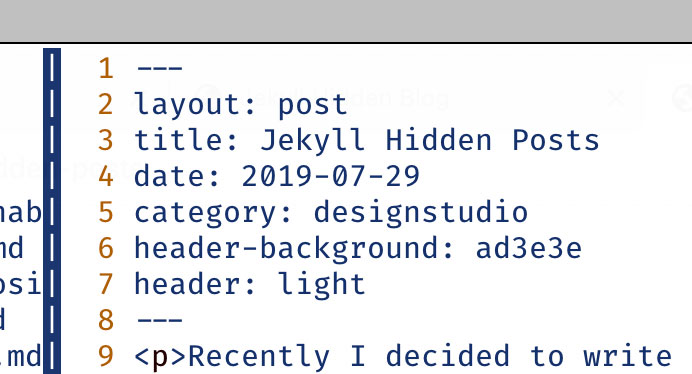 1 ---
2 layout: post
3 title: Jekyll Hidden Posts
4 date: 2019-07-29
5 category: designstudio
6 header-background: ad3e3e
7 header: light
8 ---
9 <p>Recently I decided to write
nab
md
osi
d
.md